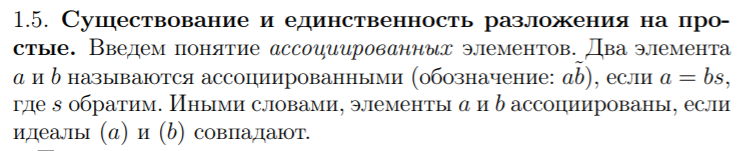 1.5. Существование и единственность разложения на про-
стые. Введем понятие ассоциированных элементов. Два элемента
a и b называются ассоциированными (обозначение: ab̃), если a = bs,
где s обратим. Иными словами, элементы a и b ассоциированы, если
идеалы (a) и (b) совпадают.